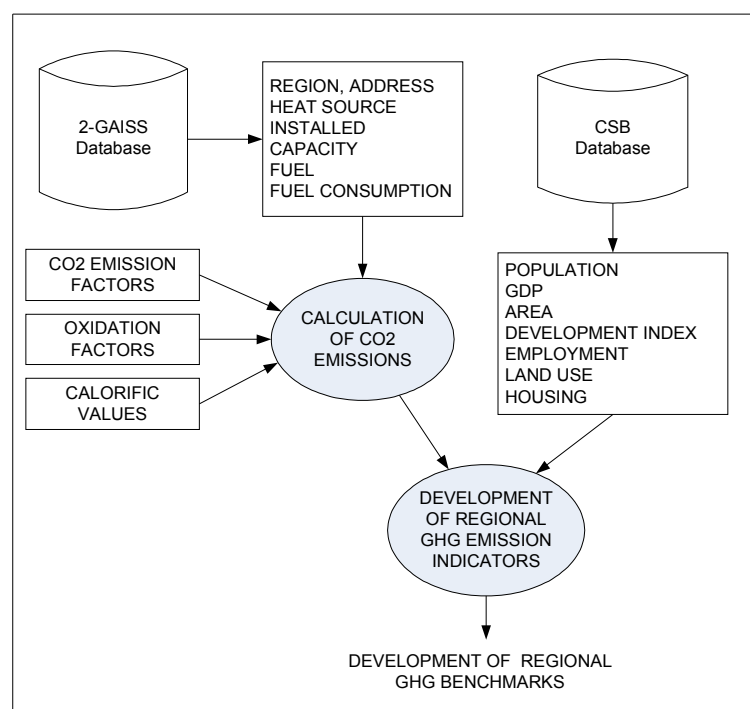 2-GAISS
Database
REGION, ADDRESS
HEAT SOURCE
INSTALLED
CAPACITY
FUEL
FUEL CONSUMPTION
CSB
Database
CO2 EMISSION
FACTORS
OXIDATION
FACTORS
CALORIFIC
VALUES
CALCULATION
OF CO2
EMISSIONS
POPULATION
GDP
AREA
DEVELOPMENT INDEX
EMPLOYMENT
LAND USE
HOUSING
DEVELOPMENT
OF REGIONAL
GHG EMISSION
INDICATORS
DEVELOPMENT OF REGIONAL
GHG BENCHMARKS